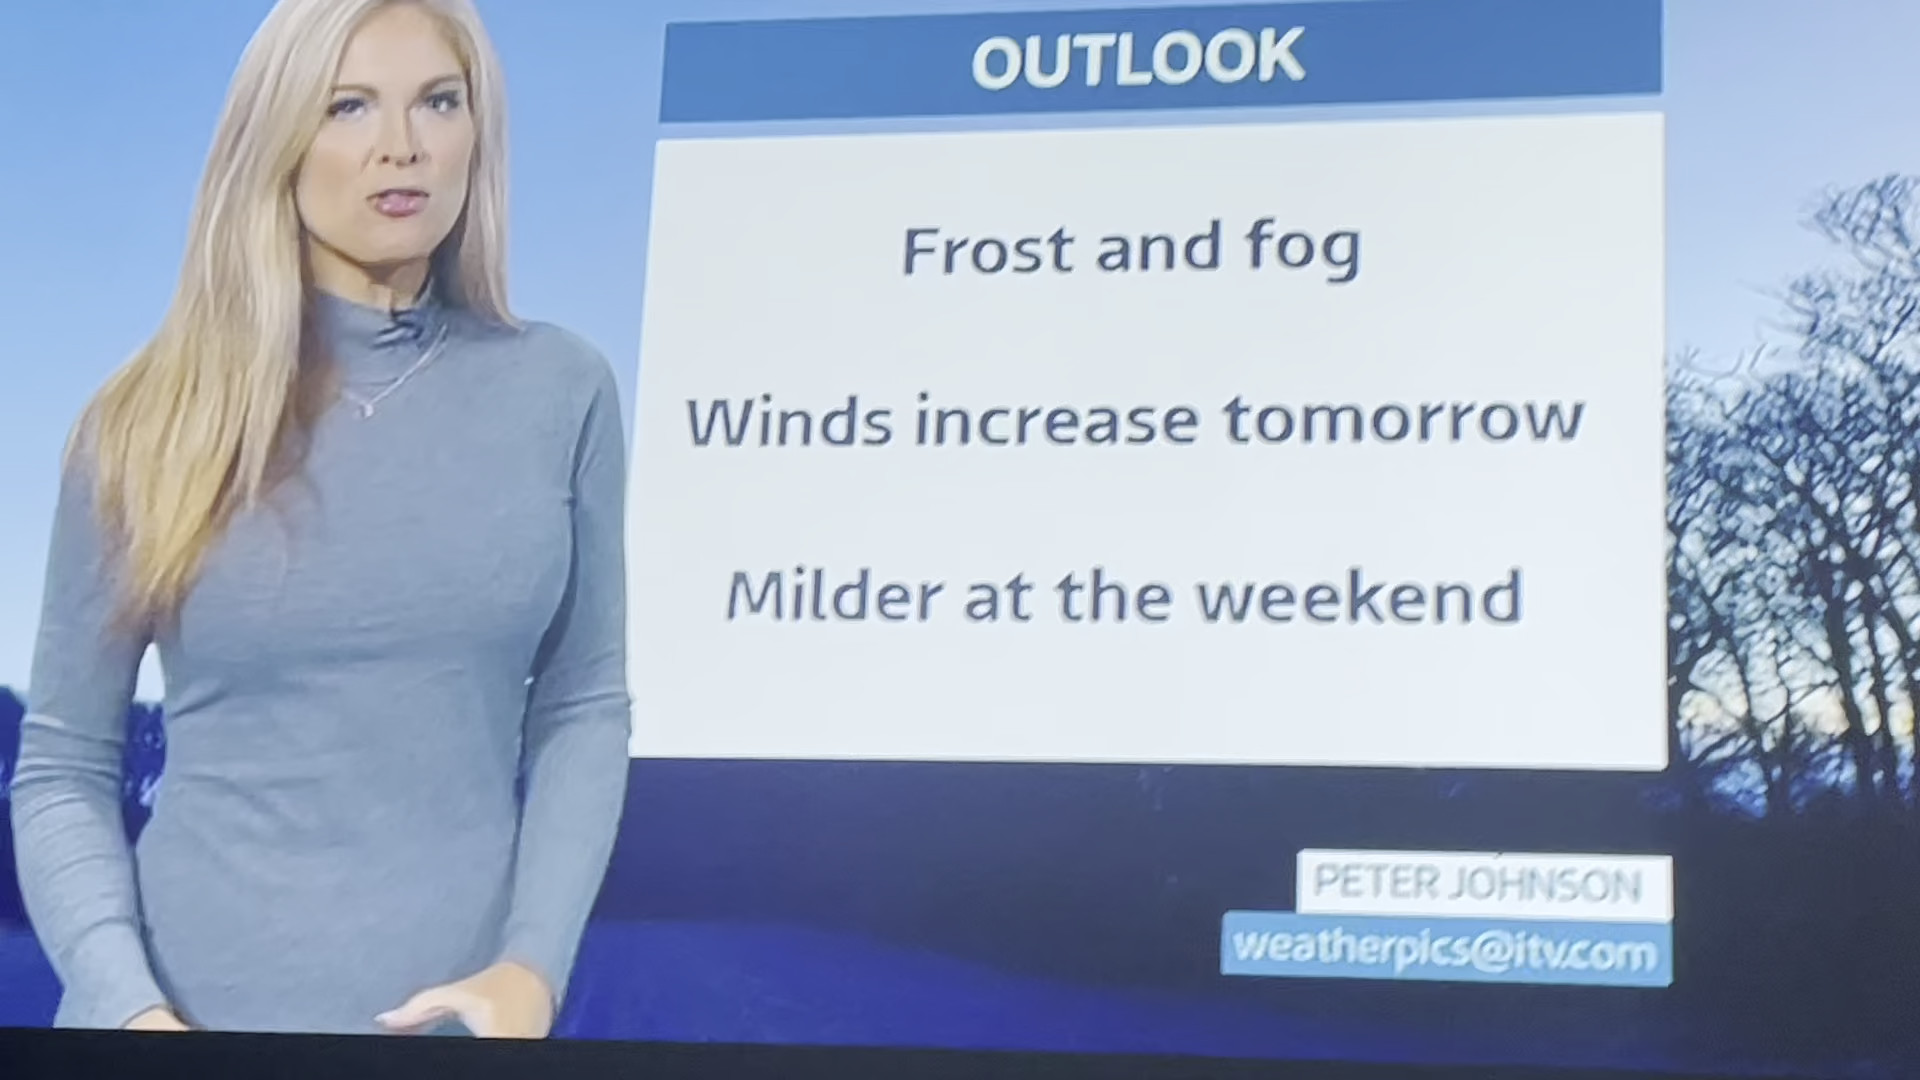 OUTLOOK
Frost and fog
Winds increase tomorrow
Milder at the weekend
PETER JOHNSON
weatherpics@itv.com